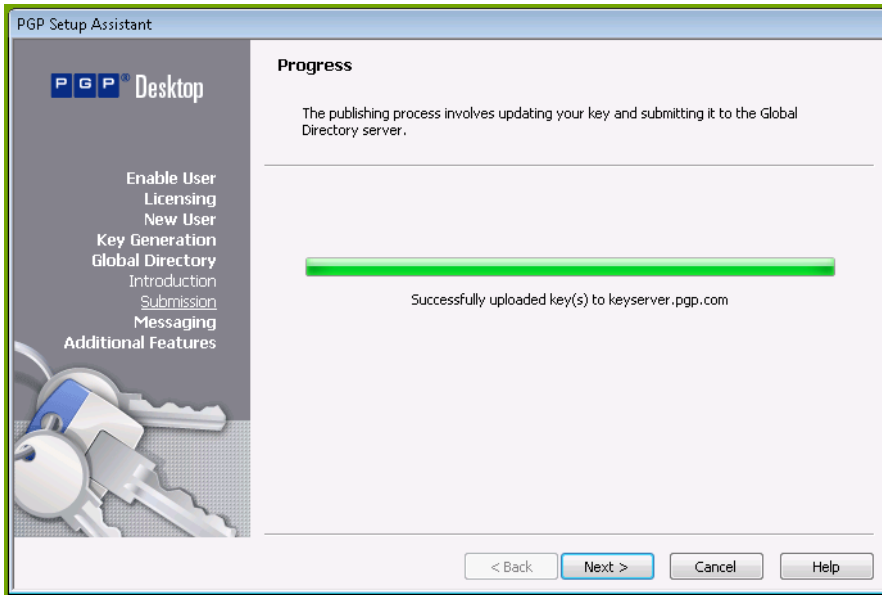 PGP Setup Assistant
PGP® Desktop
Enable User
Licensing
New User
Key Generation
Global Directory
Introduction
Submission
Messaging
Additional Features
Progress
The publishing process involves updating your key and submitting it to the Global
Directory server.
Successfully uploaded key(s) to keyserver.pgp.com
< Back
Next >
Cancel
Help